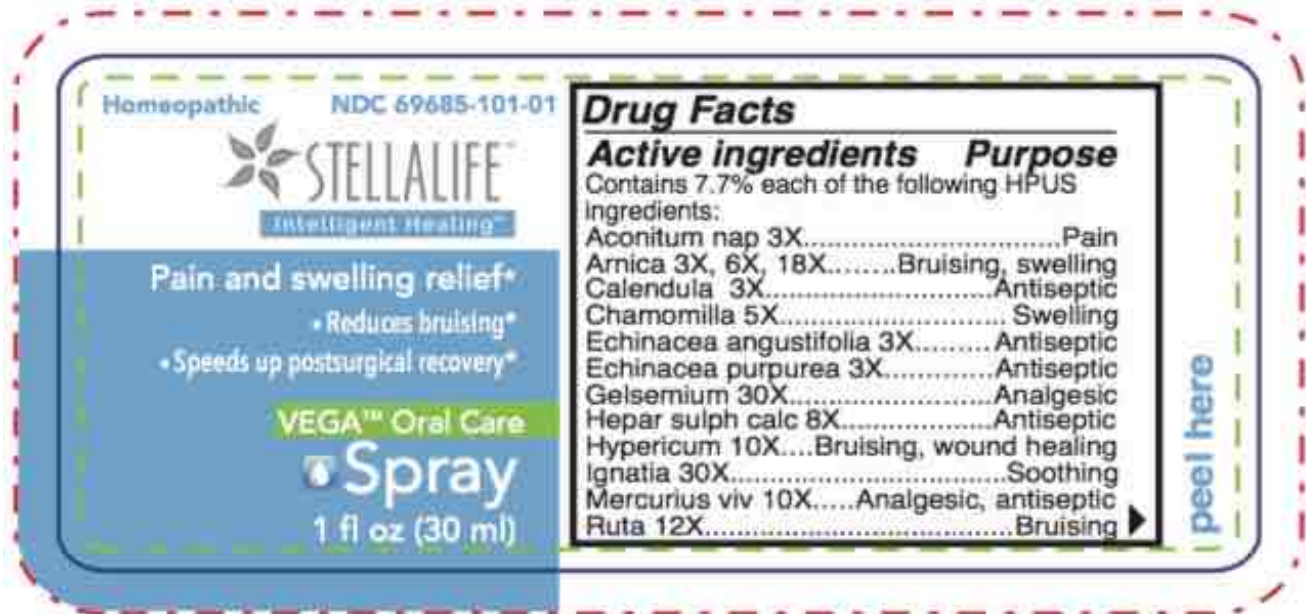 Homeopathic NDC 69685-101-01
STELLALIFE™
Intelligent Healing™
Pain and swelling relief*
• Reduces bruising*
• Speeds up postsurgical recovery*
VEGA™ Oral Care
Spray
1 fl oz (30 ml)
Drug Facts
Active ingredients Purpose
Contains 7.7% each of the following HPUS
ingredients:
Aconitum nap 3X..............................Pain
Arnica 3X, 6X, 18X........Bruising, swelling
Calendula 3X...........................Antiseptic
Chamomilla 5X........................... Swelling
Echinacea angustifolia 3X.........Antiseptic
Echinacea purpurea 3X.............Antiseptic
Gelsemium 30X.........................Analgesic
Hepar sulph calc 8X..................Antiseptic
Hypericum 10X....Bruising, wound healing
Ignatia 30X.................................Soothing
Mercurius viv 10X.....Analgesic, antiseptic
Ruta 12X.....................................Bruising
peel here